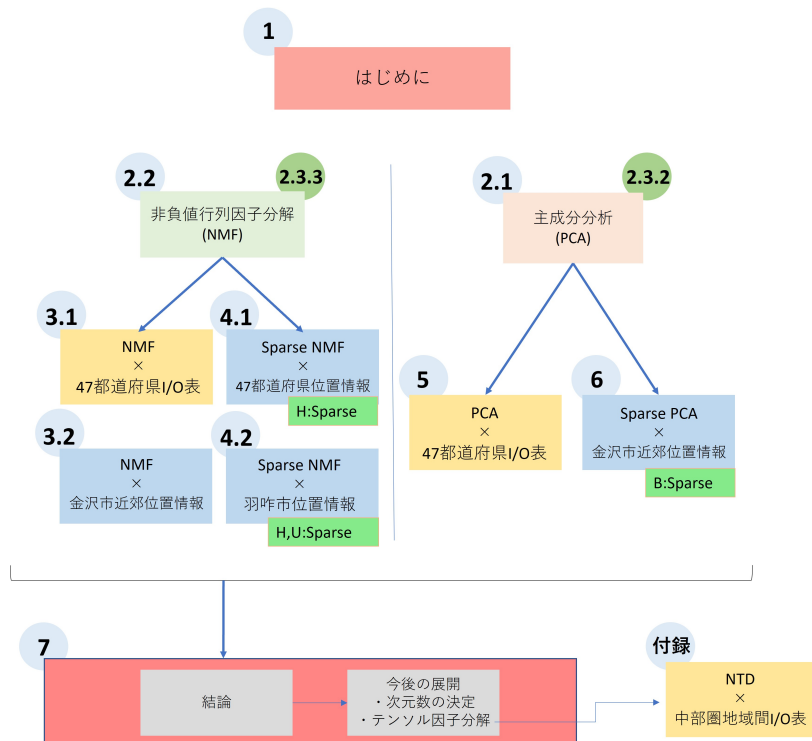 1
はじめに
2.2
2.3.3
非負値行列因子分解
(NMF)
2.1
2.3.2
主成分分析
(PCA)
3.1
NMF
×
47都道府県I/O表
4.1
Sparse NMF
×
47都道府県位置情報
H:Sparse
3.2
NMF
×
金沢市近郊位置情報
4.2
Sparse NMF
×
羽咋市位置情報
H,U:Sparse
5
PCA
×
47都道府県I/O表
6
Sparse PCA
×
金沢市近郊位置情報
B:Sparse
7
結論
今後の展開
・次元数の決定
・テンソル因子分解
付録
NTD
×
中部圏地域間I/O表